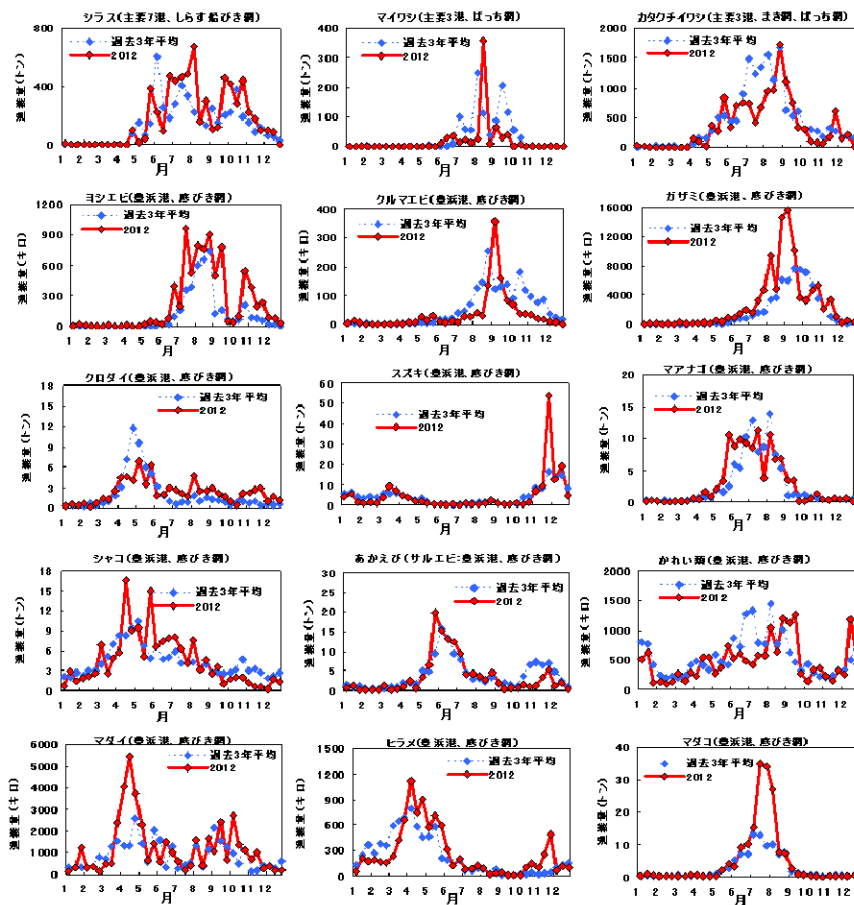 シラス(主要7港、しらす船びき網)
漁獲量(トン)
800
400
0
過去3年平均
2012
1 2 3 4 5 6 7 8 9 10 11 12
月
マイワシ(主要3港、ぱっち網)
漁獲量(トン)
400
300
200
100
0
過去3年平均
2012
1 2 3 4 5 6 7 8 9 10 11 12
月
カタクチイワシ(主要3港、まき網、ぱっち網)
漁獲量(トン)
2000
1500
1000
500
0
過去3年平均
2012
1 2 3 4 5 6 7 8 9 10 11 12
月
ヨシエビ(豊浜港、底びき網)
漁獲量(キロ)
1200
900
600
300
0
過去3年平均
2012
1 2 3 4 5 6 7 8 9 10 11 12
月
クルマエビ(豊浜港、底びき網)
漁獲量(キロ)
400
300
200
100
0
過去3年平均
2012
1 2 3 4 5 6 7 8 9 10 11 12
月
ガザミ(豊浜港、底びき網)
漁獲量(キロ)
16000
12000
8000
4000
0
過去3年平均
2012
1 2 3 4 5 6 7 8 9 10 11 12
月
クロダイ(豊浜港、底びき網)
漁獲量(トン)
18
15
12
9
6
3
0
過去3年平均
2012
1 2 3 4 5 6 7 8 9 10 11 12
月
スズキ(豊浜港、底びき網)
漁獲量(トン)
60
50
40
30
20
10
0
過去3年平均
2012
1 2 3 4 5 6 7 8 9 10 11 12
月
マアナゴ(豊浜港、底びき網)
漁獲量(トン)
20
15
10
5
0
過去3年平均
2012
1 2 3 4 5 6 7 8 9 10 11 12
月
シャコ(豊浜港、底びき網)
漁獲量(トン)
18
15
12
9
6
3
0
過去3年平均
2012
1 2 3 4 5 6 7 8 9 10 11 12
月
あかえび(サルエビ:豊浜港、底びき網)
漁獲量(トン)
30
25
20
15
10
5
0
過去3年平均
2012
1 2 3 4 5 6 7 8 9 10 11 12
月
かれい類(豊浜港、底びき網)
漁獲量(キロ)
2000
1500
1000
500
0
過去3年平均
2012
1 2 3 4 5 6 7 8 9 10 11 12
月
マダイ(豊浜港、底びき網)
漁獲量(キロ)
6000
5000
4000
3000
2000
1000
0
過去3年平均
2012
1 2 3 4 5 6 7 8 9 10 11 12
月
ヒラメ(豊浜港、底びき網)
漁獲量(キロ)
1500
1200
900
600
300
0
過去3年平均
2012
1 2 3 4 5 6 7 8 9 10 11 12
月
マダコ(豊浜港、底びき網)
漁獲量(トン)
40
30
20
10
0
過去3年平均
2012
1 2 3 4 5 6 7 8 9 10 11 12
月